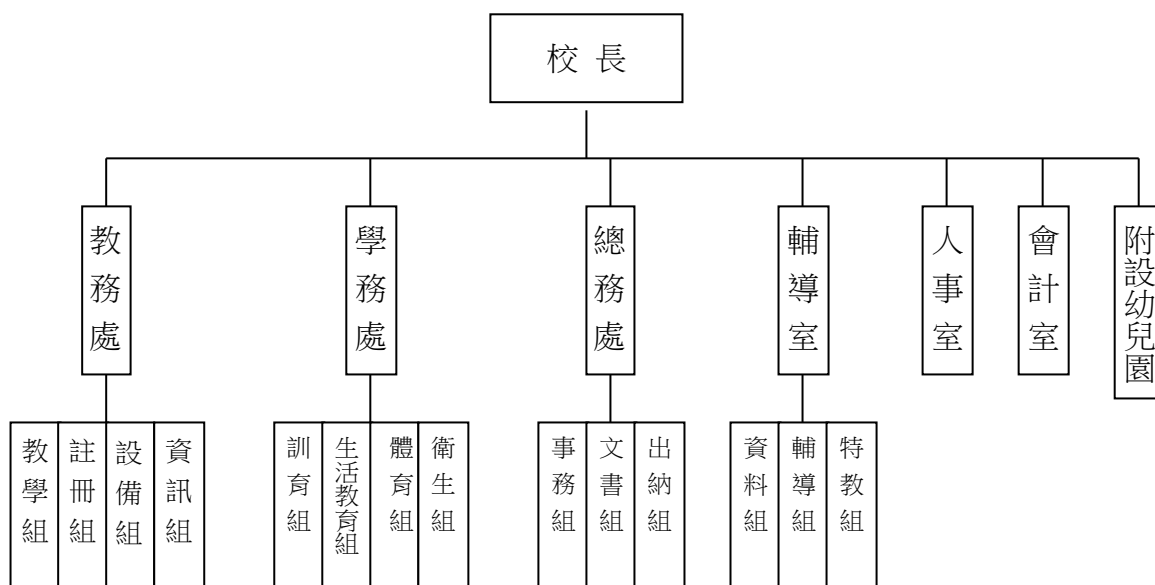 校長
教務處
學務處
總務處
輔導室
人事室
會計室
附設幼兒園
教學組
註冊組
設備組
資訊組
訓育組
生活教育組
體育組
衛生組
事務組
文書組
出納組
資料組
輔導組
特教組